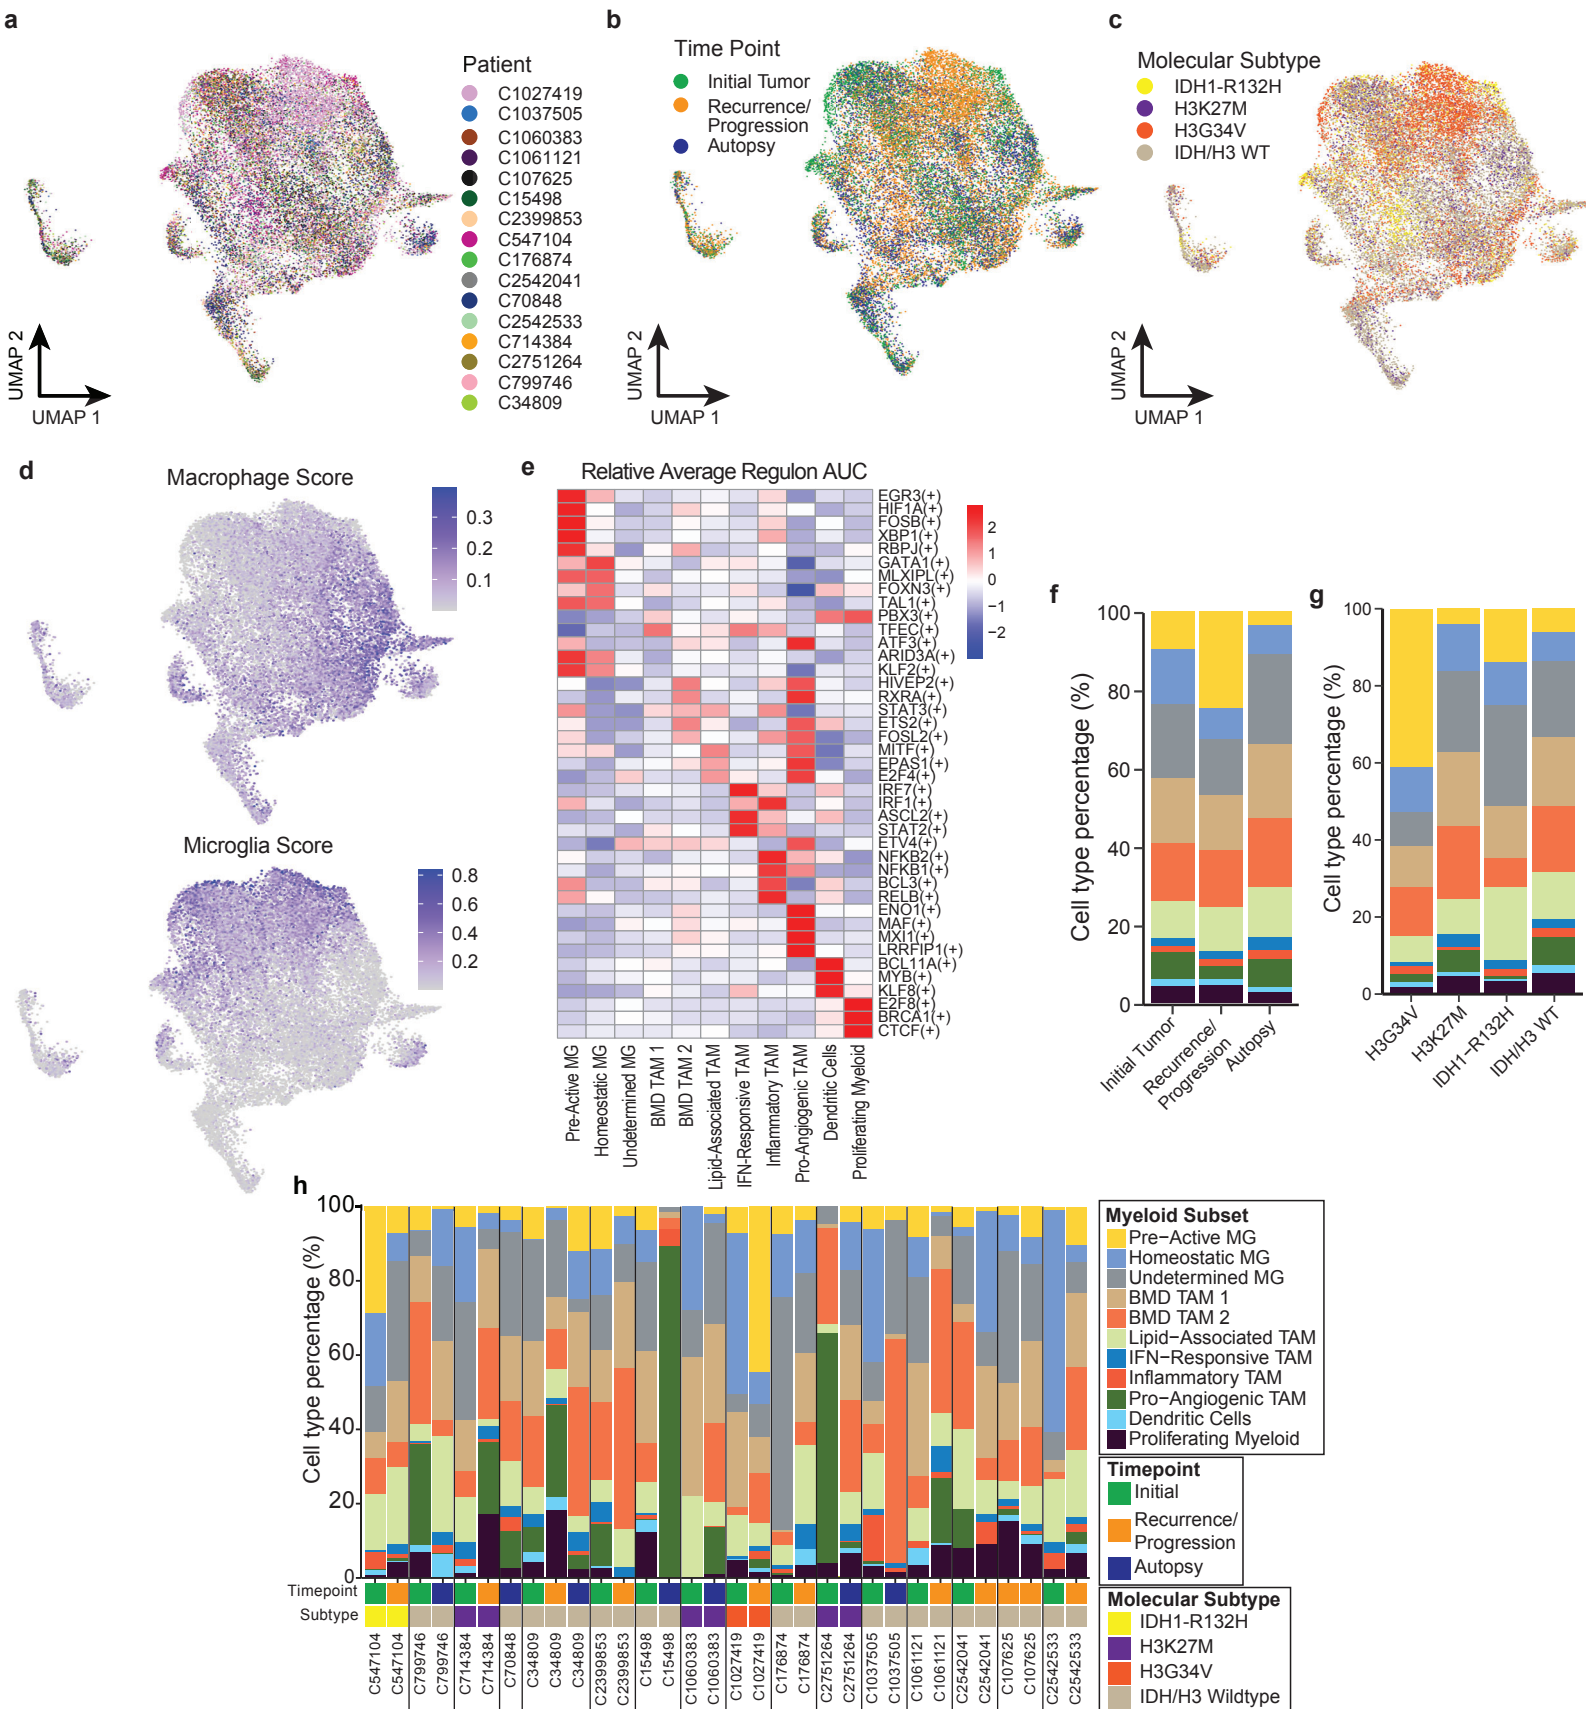 a
Patient
C1027419
C1037505
C1060383
C1061121
C107625
C15498
C2399853
C547104
C176874
C2542041
C70848
C2542533
C714384
C2751264
C799746
C34809
UMAP 2
UMAP 1
b
Time Point
Initial Tumor
Recurrence/
Progression
Autopsy
UMAP 2
UMAP 1
c
Molecular Subtype
IDH1-R132H
H3K27M
H3G34V
IDH/H3 WT
UMAP 2
UMAP 1
d
Macrophage Score
0.3
0.2
0.1
Microglia Score
0.8
0.6
0.4
0.2
e
Relative Average Regulon AUC
EGR3(+)
HIF1A(+)
FOSB(+)
XBP1(+)
RBPJ(+)
GATA1(+)
MLXIPL(+)
FOXN3(+)
TAL1(+)
PBX3(+)
TFEC(+)
ATF3(+)
ARID3A(+)
KLF2(+)
HIVEP2(+)
RXRA(+)
STAT3(+)
ETS2(+)
FOSL2(+)
MITF(+)
EPAS1(+)
E2F4(+)
IRF7(+)
IRF1(+)
ASCL2(+)
STAT2(+)
ETV4(+)
NFKB2(+)
NFKB1(+)
BCL3(+)
RELB(+)
ENO1(+)
MAF(+)
MXI1(+)
LRRFIP1(+)
BCL11A(+)
MYB(+)
KLF8(+)
E2F8(+)
BRCA1(+)
CTCF(+)
2
1
0
−1
−2
Pre-Active MG
Homeostatic MG
Undetermined MG
BMD TAM 1
BMD TAM 2
Lipid-Associated TAM
IFN-Responsive TAM
Inflammatory TAM
Pro-Angiogenic TAM
Dendritic Cells
Proliferating Myeloid
f
Cell type percentage (%)
100
80
60
40
20
0
Initial Tumor
Recurrence/
Progression
Autopsy
g
Cell type percentage (%)
100
80
60
40
20
0
H3G34V
H3K27M
IDH1−R132H
IDH/H3 WT
h
Cell type percentage (%)
100
80
60
40
20
0
Timepoint
Subtype
C547104
C547104
C799746
C799746
C714384
C714384
C70848
C34809
C34809
C34809
C2399853
C2399853
C15498
C15498
C1060383
C1060383
C1027419
C1027419
C176874
C176874
C2751264
C2751264
C1037505
C1037505
C1061121
C1061121
C2542041
C2542041
C107625
C107625
C2542533
C2542533
Myeloid Subset
Pre−Active MG
Homeostatic MG
Undetermined MG
BMD TAM 1
BMD TAM 2
Lipid−Associated TAM
IFN−Responsive TAM
Inflammatory TAM
Pro−Angiogenic TAM
Dendritic Cells
Proliferating Myeloid
Timepoint
Initial
Recurrence/
Progression
Autopsy
Molecular Subtype
IDH1-R132H
H3K27M
H3G34V
IDH/H3 Wildtype